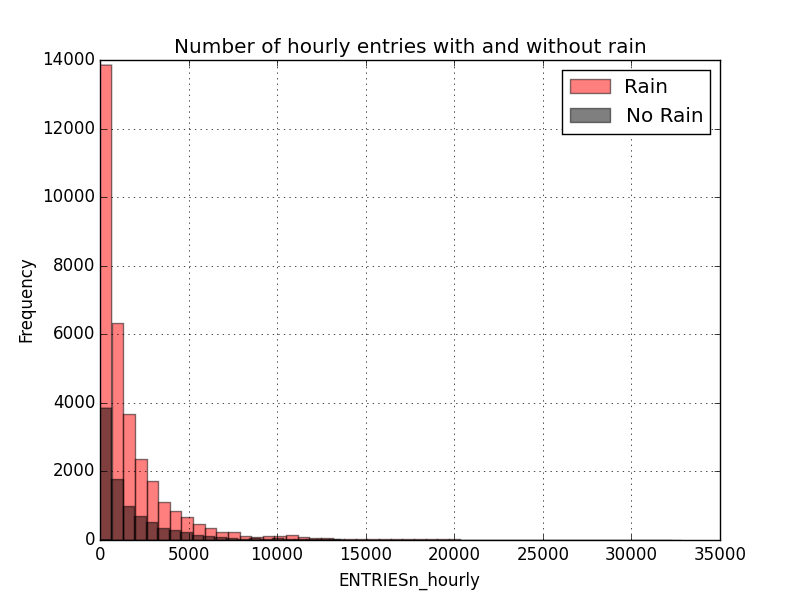 Number of hourly entries with and without rain
Rain
No Rain
14000
12000
10000
8000
6000
4000
2000
0
Frequency
0 5000 10000 15000 20000 25000 30000 35000
ENTRIESn_hourly